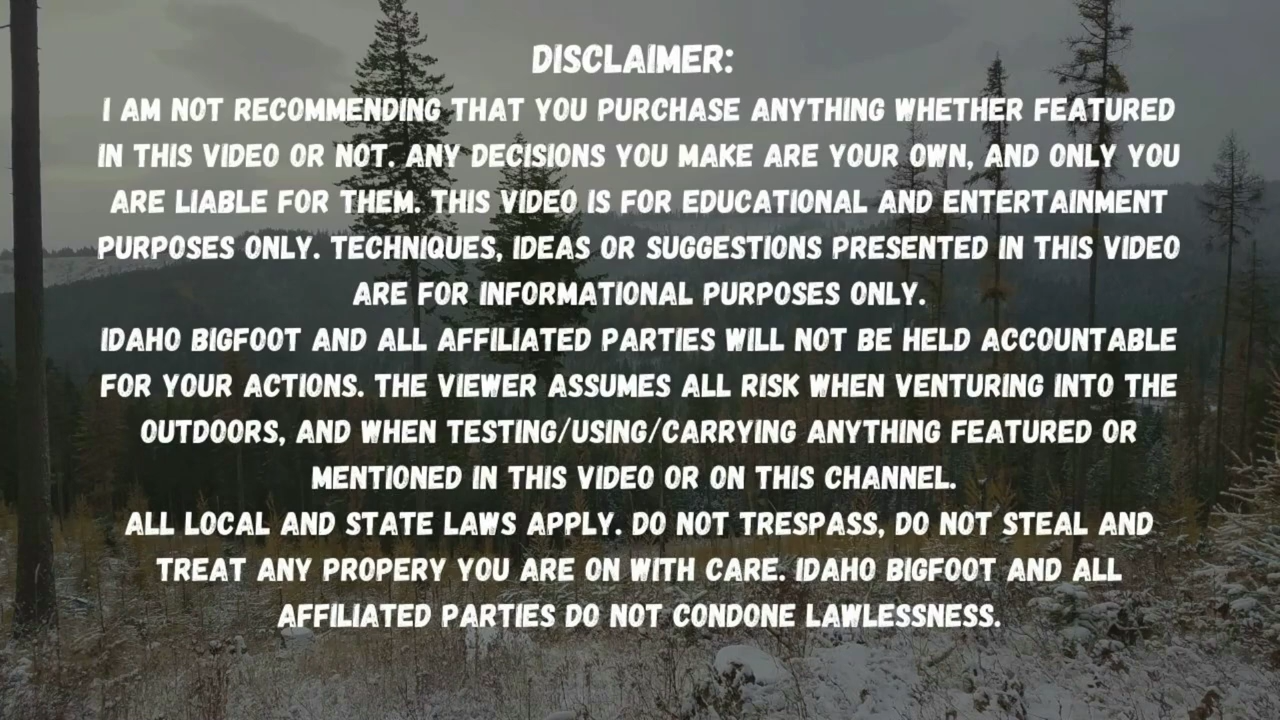 DISCLAIMER:
I AM NOT RECOMMENDING THAT YOU PURCHASE ANYTHING WHETHER FEATURED
IN THIS VIDEO OR NOT. ANY DECISIONS YOU MAKE ARE YOUR OWN, AND ONLY YOU
ARE LIABLE FOR THEM. THIS VIDEO IS FOR EDUCATIONAL AND ENTERTAINMENT
PURPOSES ONLY. TECHNIQUES, IDEAS OR SUGGESTIONS PRESENTED IN THIS VIDEO
ARE FOR INFORMATIONAL PURPOSES ONLY.
IDAHO BIGFOOT AND ALL AFFILIATED PARTIES WILL NOT BE HELD ACCOUNTABLE
FOR YOUR ACTIONS. THE VIEWER ASSUMES ALL RISK WHEN VENTURING INTO THE
OUTDOORS, AND WHEN TESTING/USING/CARRYING ANYTHING FEATURED OR
MENTIONED IN THIS VIDEO OR ON THIS CHANNEL.
ALL LOCAL AND STATE LAWS APPLY. DO NOT TRESPASS, DO NOT STEAL AND
TREAT ANY PROPERY YOU ARE ON WITH CARE. IDAHO BIGFOOT AND ALL
AFFILIATED PARTIES DO NOT CONDONE LAWLESSNESS.